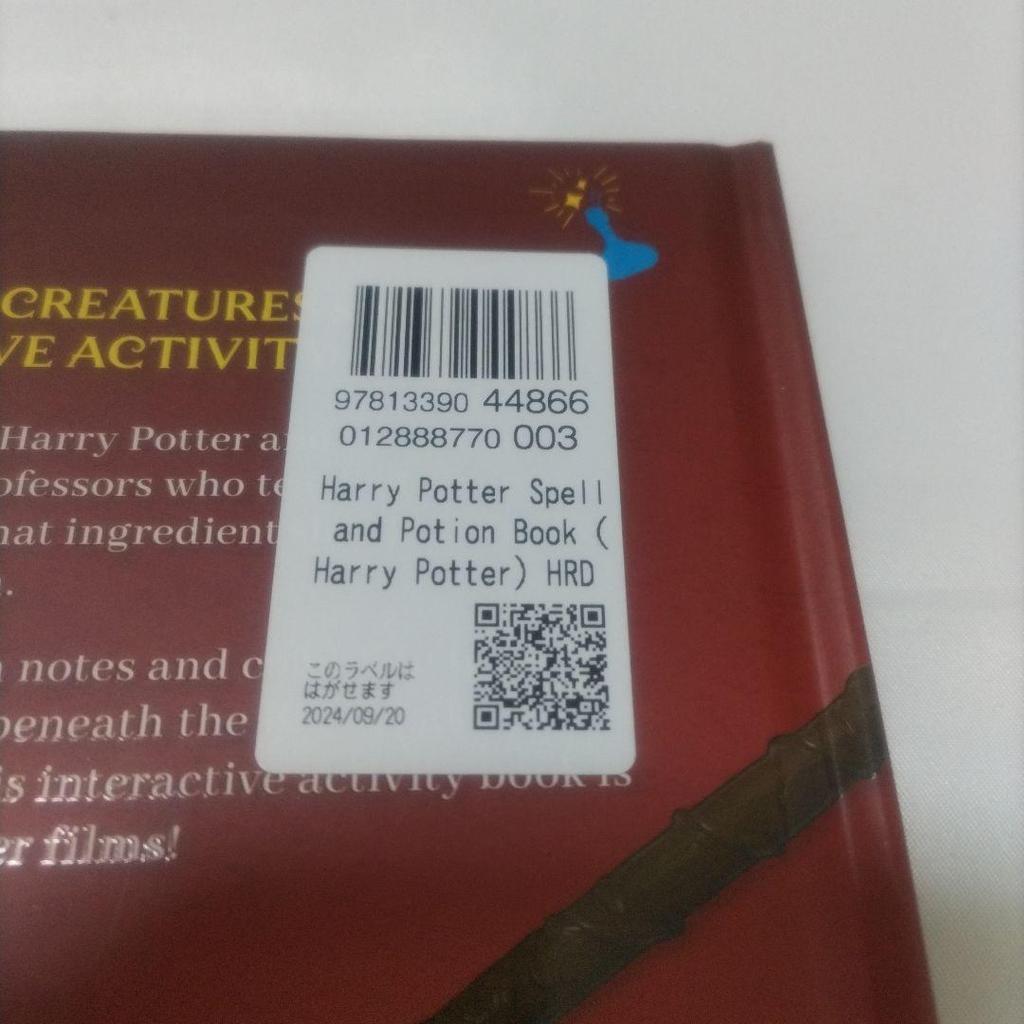 CREATURES
VE ACTIVIT
Harry Potter a
ofessors who te
hat ingredient
.
notes and c
beneath the
is interactive activity book is
er films!
97813390 44866
012888770 003
Harry Potter Spell
and Potion Book (
Harry Potter) HRD
このラベルは
はがせます
2024/09/20